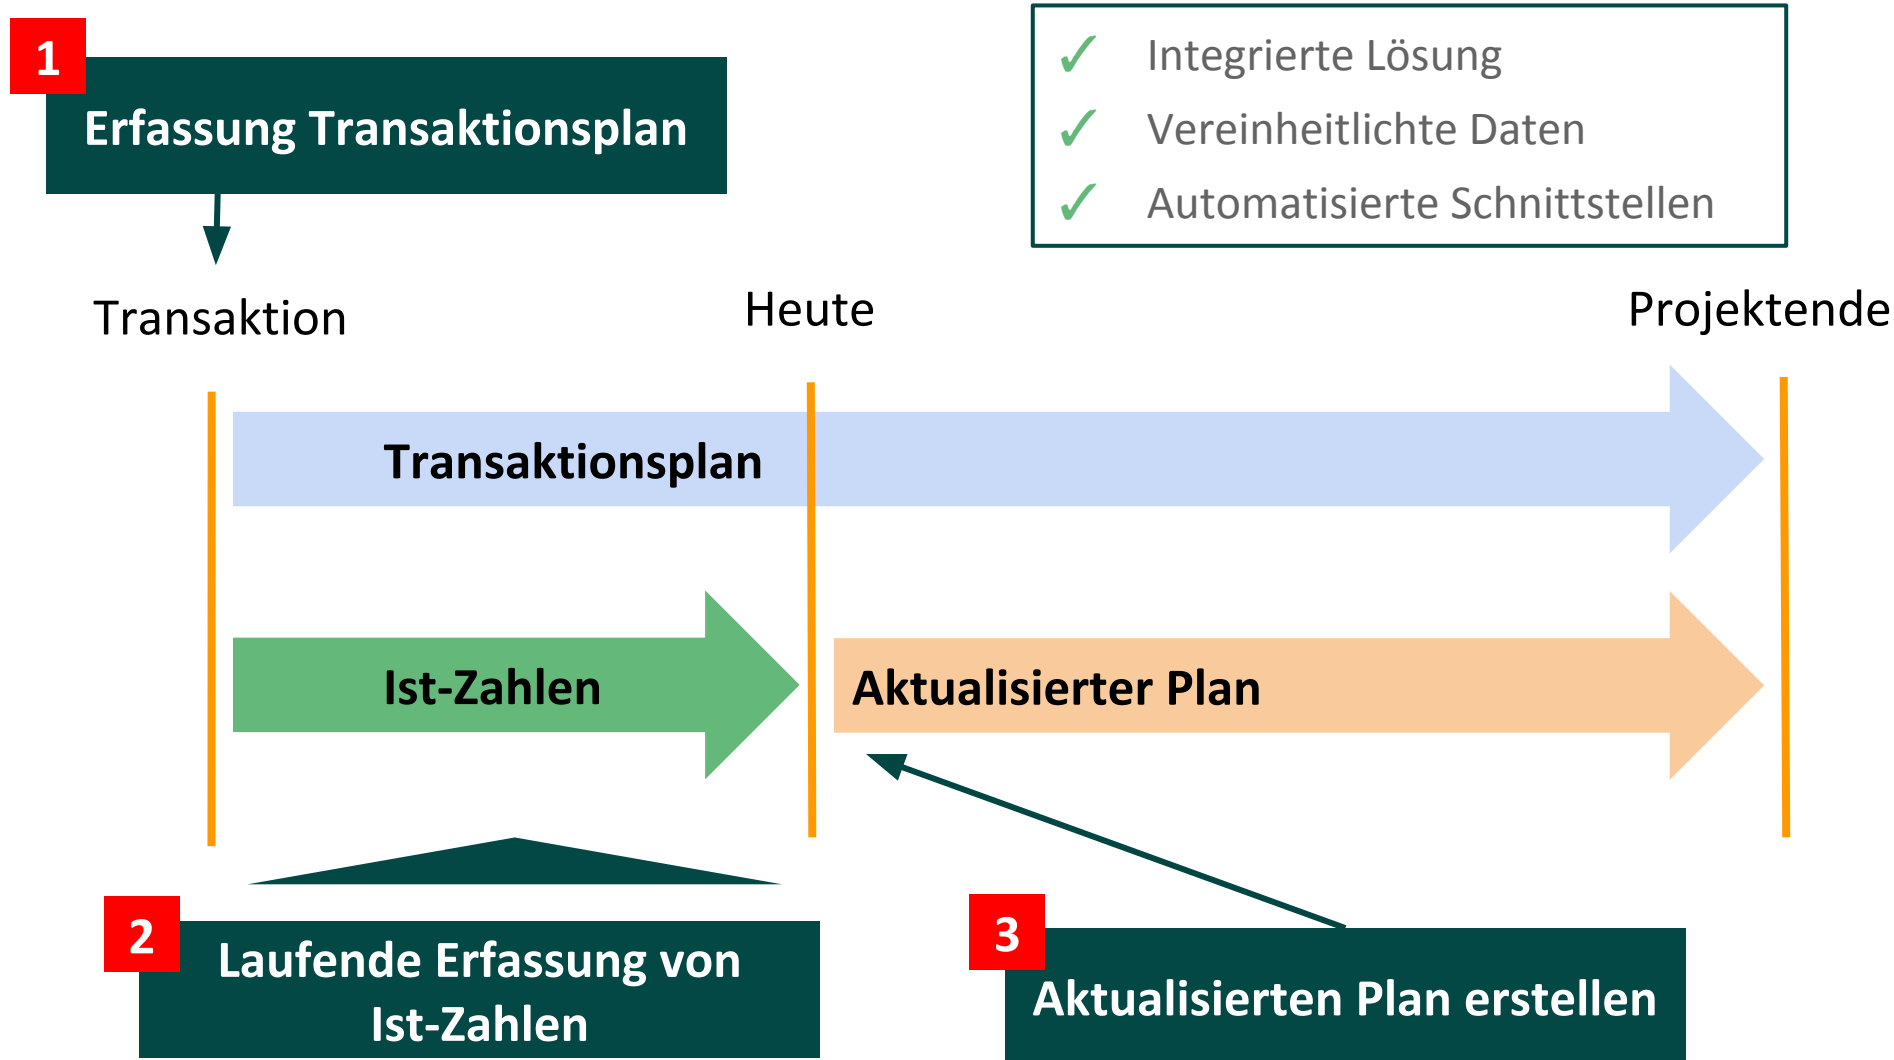 1
Erfassung Transaktionsplan
✓ Integrierte Lösung
✓ Vereinheitlichte Daten
✓ Automatisierte Schnittstellen
Transaktion
Heute
Projektende
Transaktionsplan
Ist-Zahlen
Aktualisierter Plan
2
Laufende Erfassung von
Ist-Zahlen
3
Aktualisierten Plan erstellen